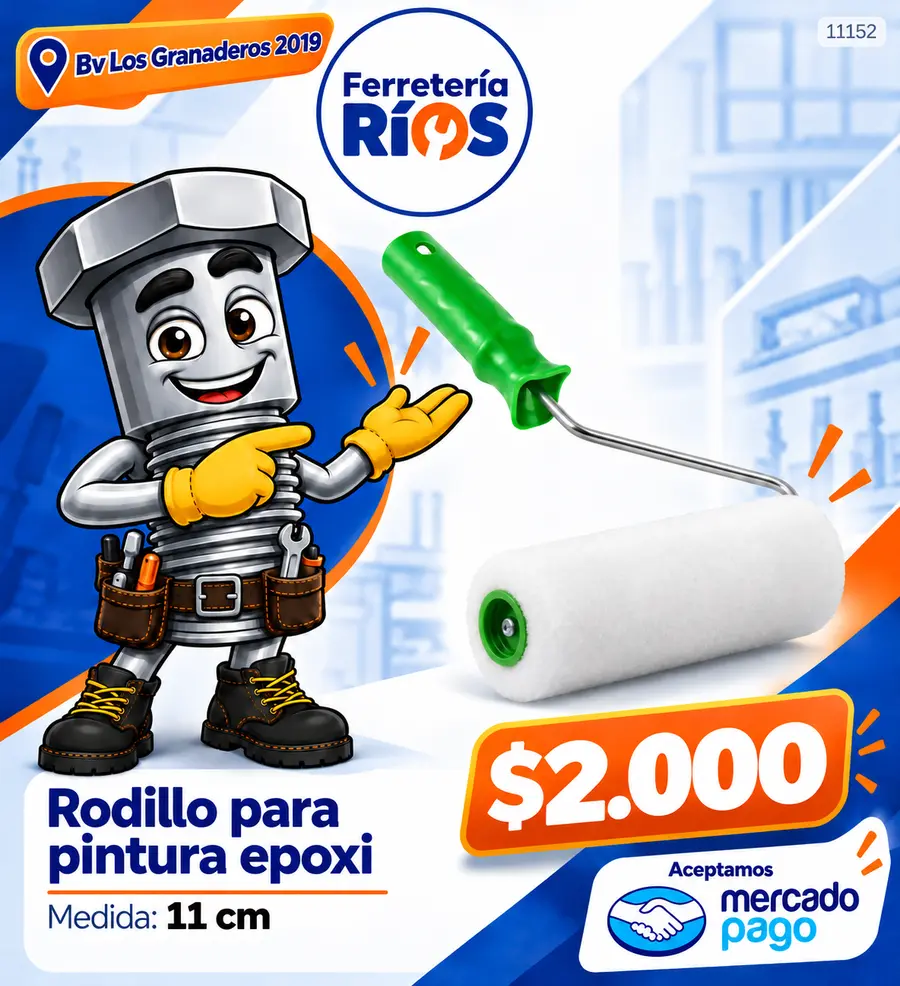 Bv Los Granaderos 2019
Ferretería
RÍOS
11152
$2.000
Rodillo para
pintura epoxi
Medida: 11 cm
Aceptamos
mercado
pago